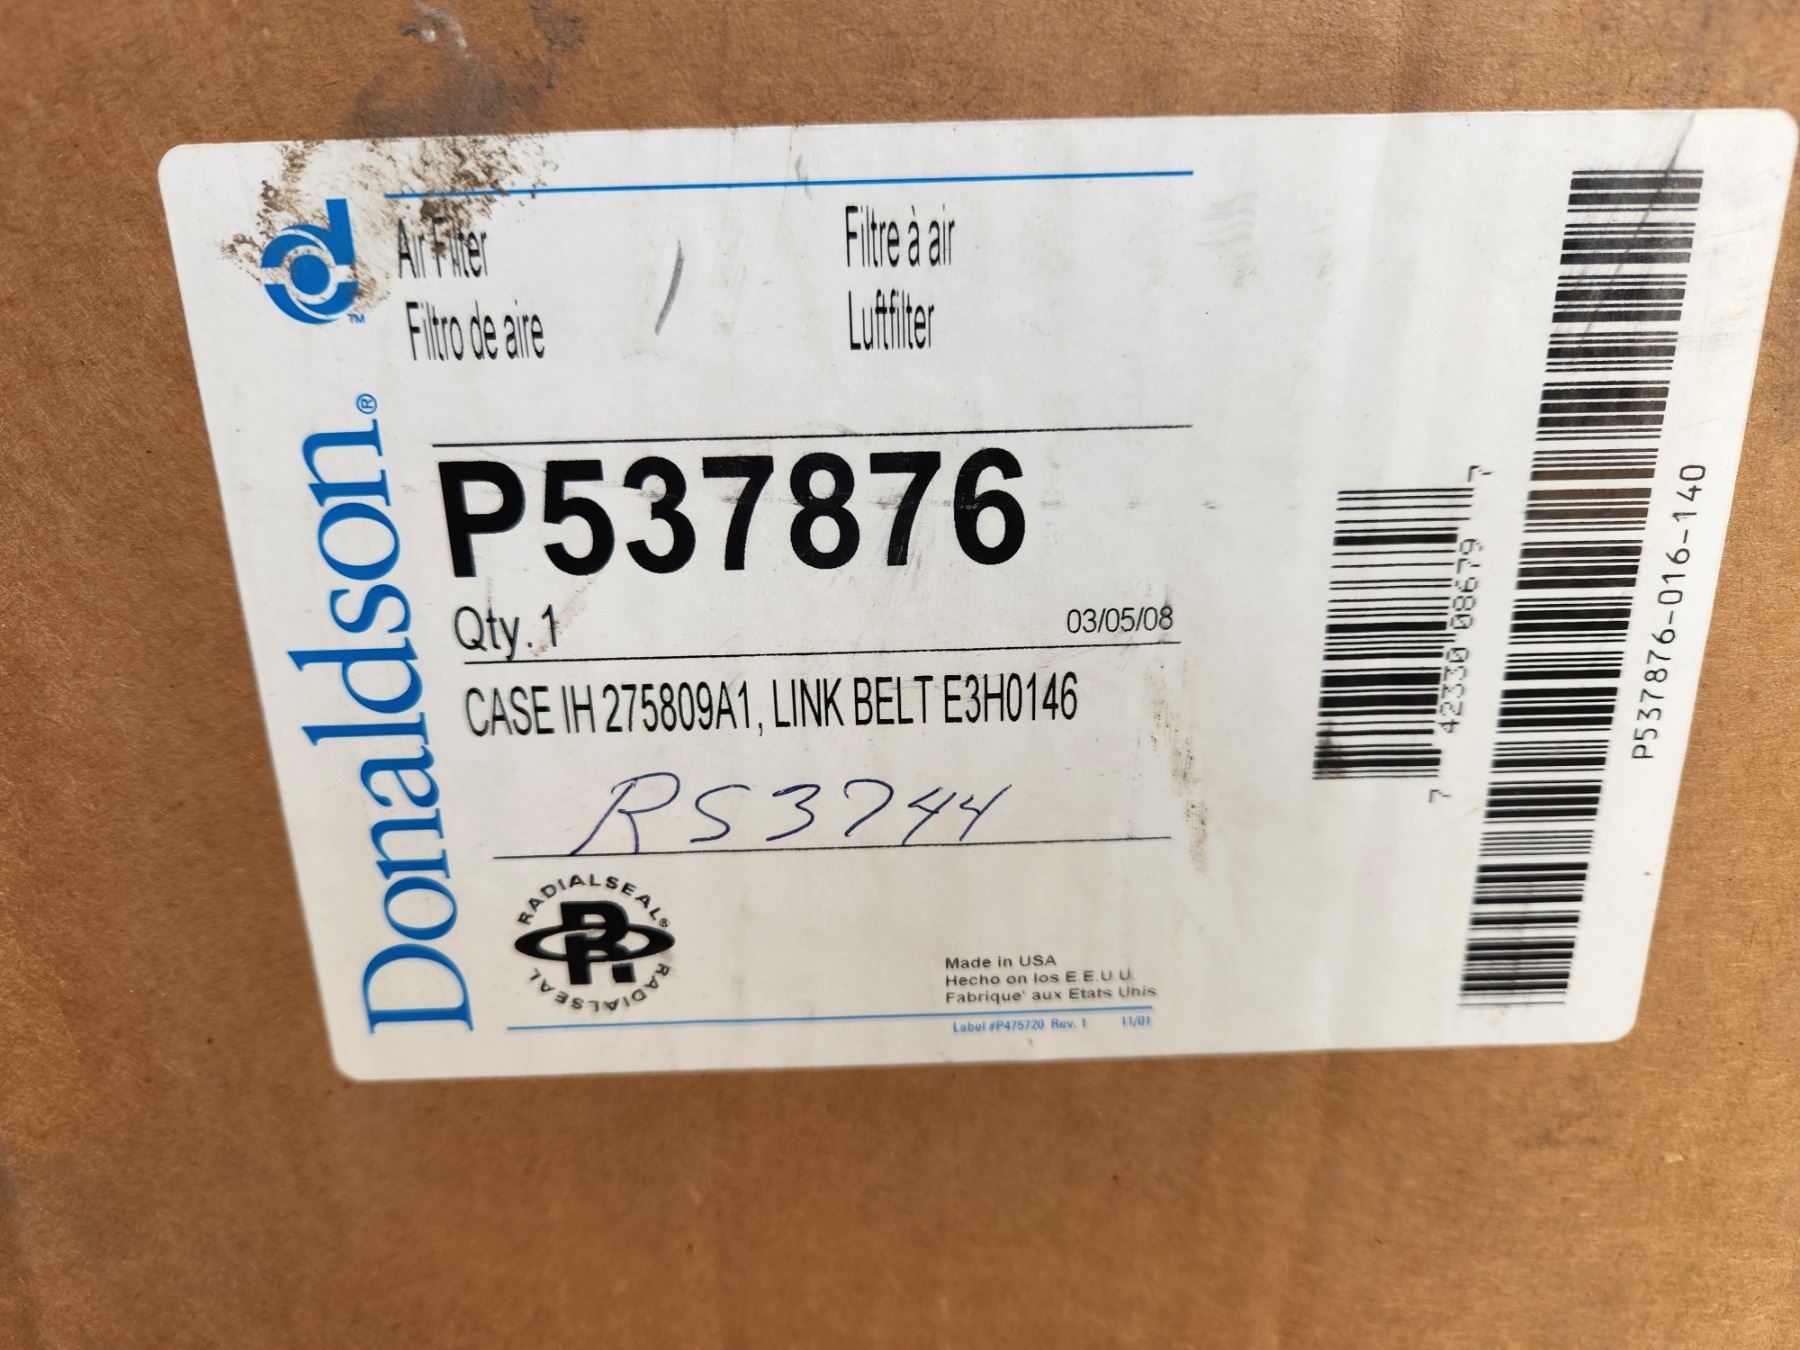 Donaldson®
TM
Air Filter
Filtro de aire
Filtre à air
Luftfilter
P537876
Qty. 1
03/05/08
CASE IH 275809A1, LINK BELT E3H0146
RS3744
RADIALSEAL® RADIALSEAL
Made in USA
Hecho on los E E.U.U.
Fabrique' aux Etats Unis
Label #P475720 Rev. 1 11/01
7 42330 08679 7
P537876-016-140